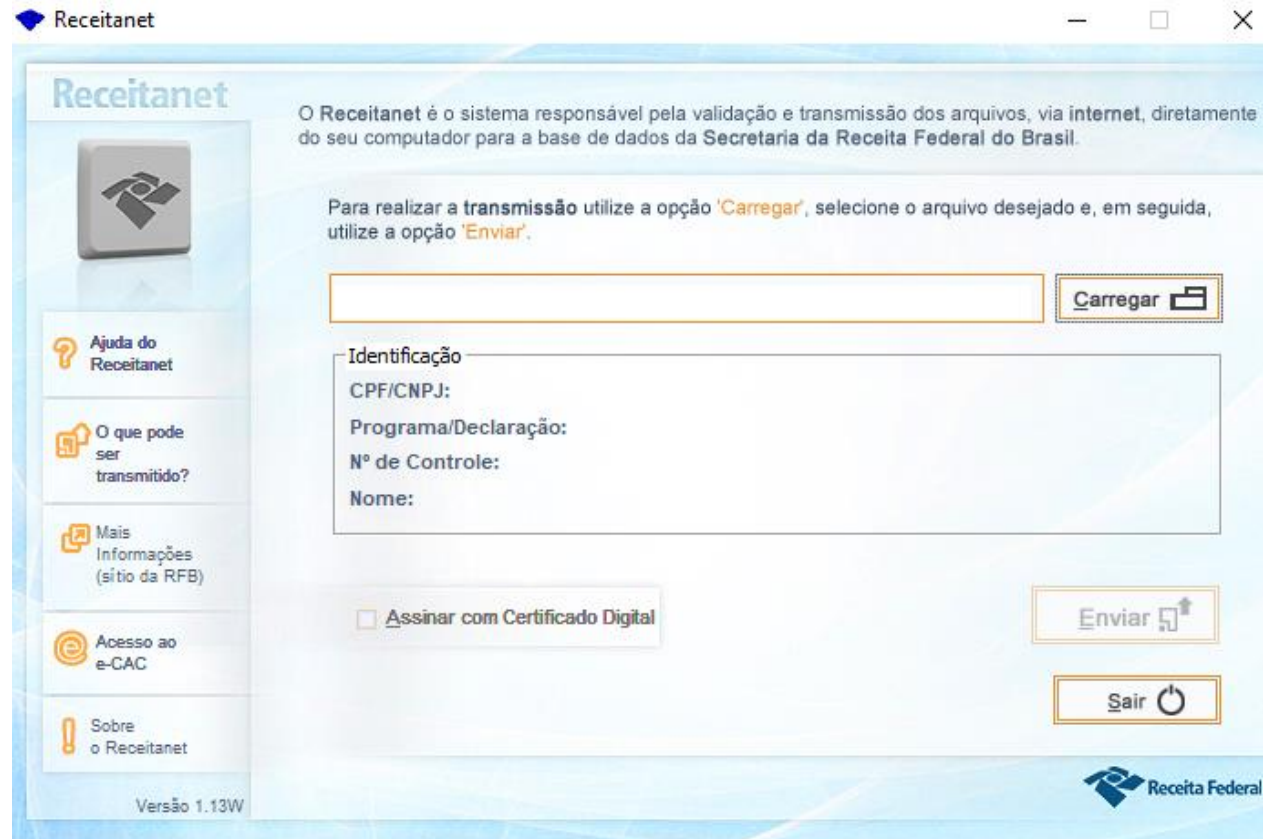 Receitanet
Receitanet
O Receitanet é o sistema responsável pela validação e transmissão dos arquivos, via internet, diretamente
do seu computador para a base de dados da Secretaria da Receita Federal do Brasil.
Para realizar a transmissão utilize a opção 'Carregar', selecione o arquivo desejado e, em seguida,
utilize a opção 'Enviar'.
Carregar
Identificação
CPF/CNPJ:
Programa/Declaração:
Nº de Controle:
Nome:
Assinar com Certificado Digital
Enviar
Sair
Ajuda do
Receitanet
O que pode
ser
transmitido?
Mais
Informações
(sítio da RFB)
Acesso ao
e-CAC
Sobre
o Receitanet
Versão 1.13W
Receita Federal